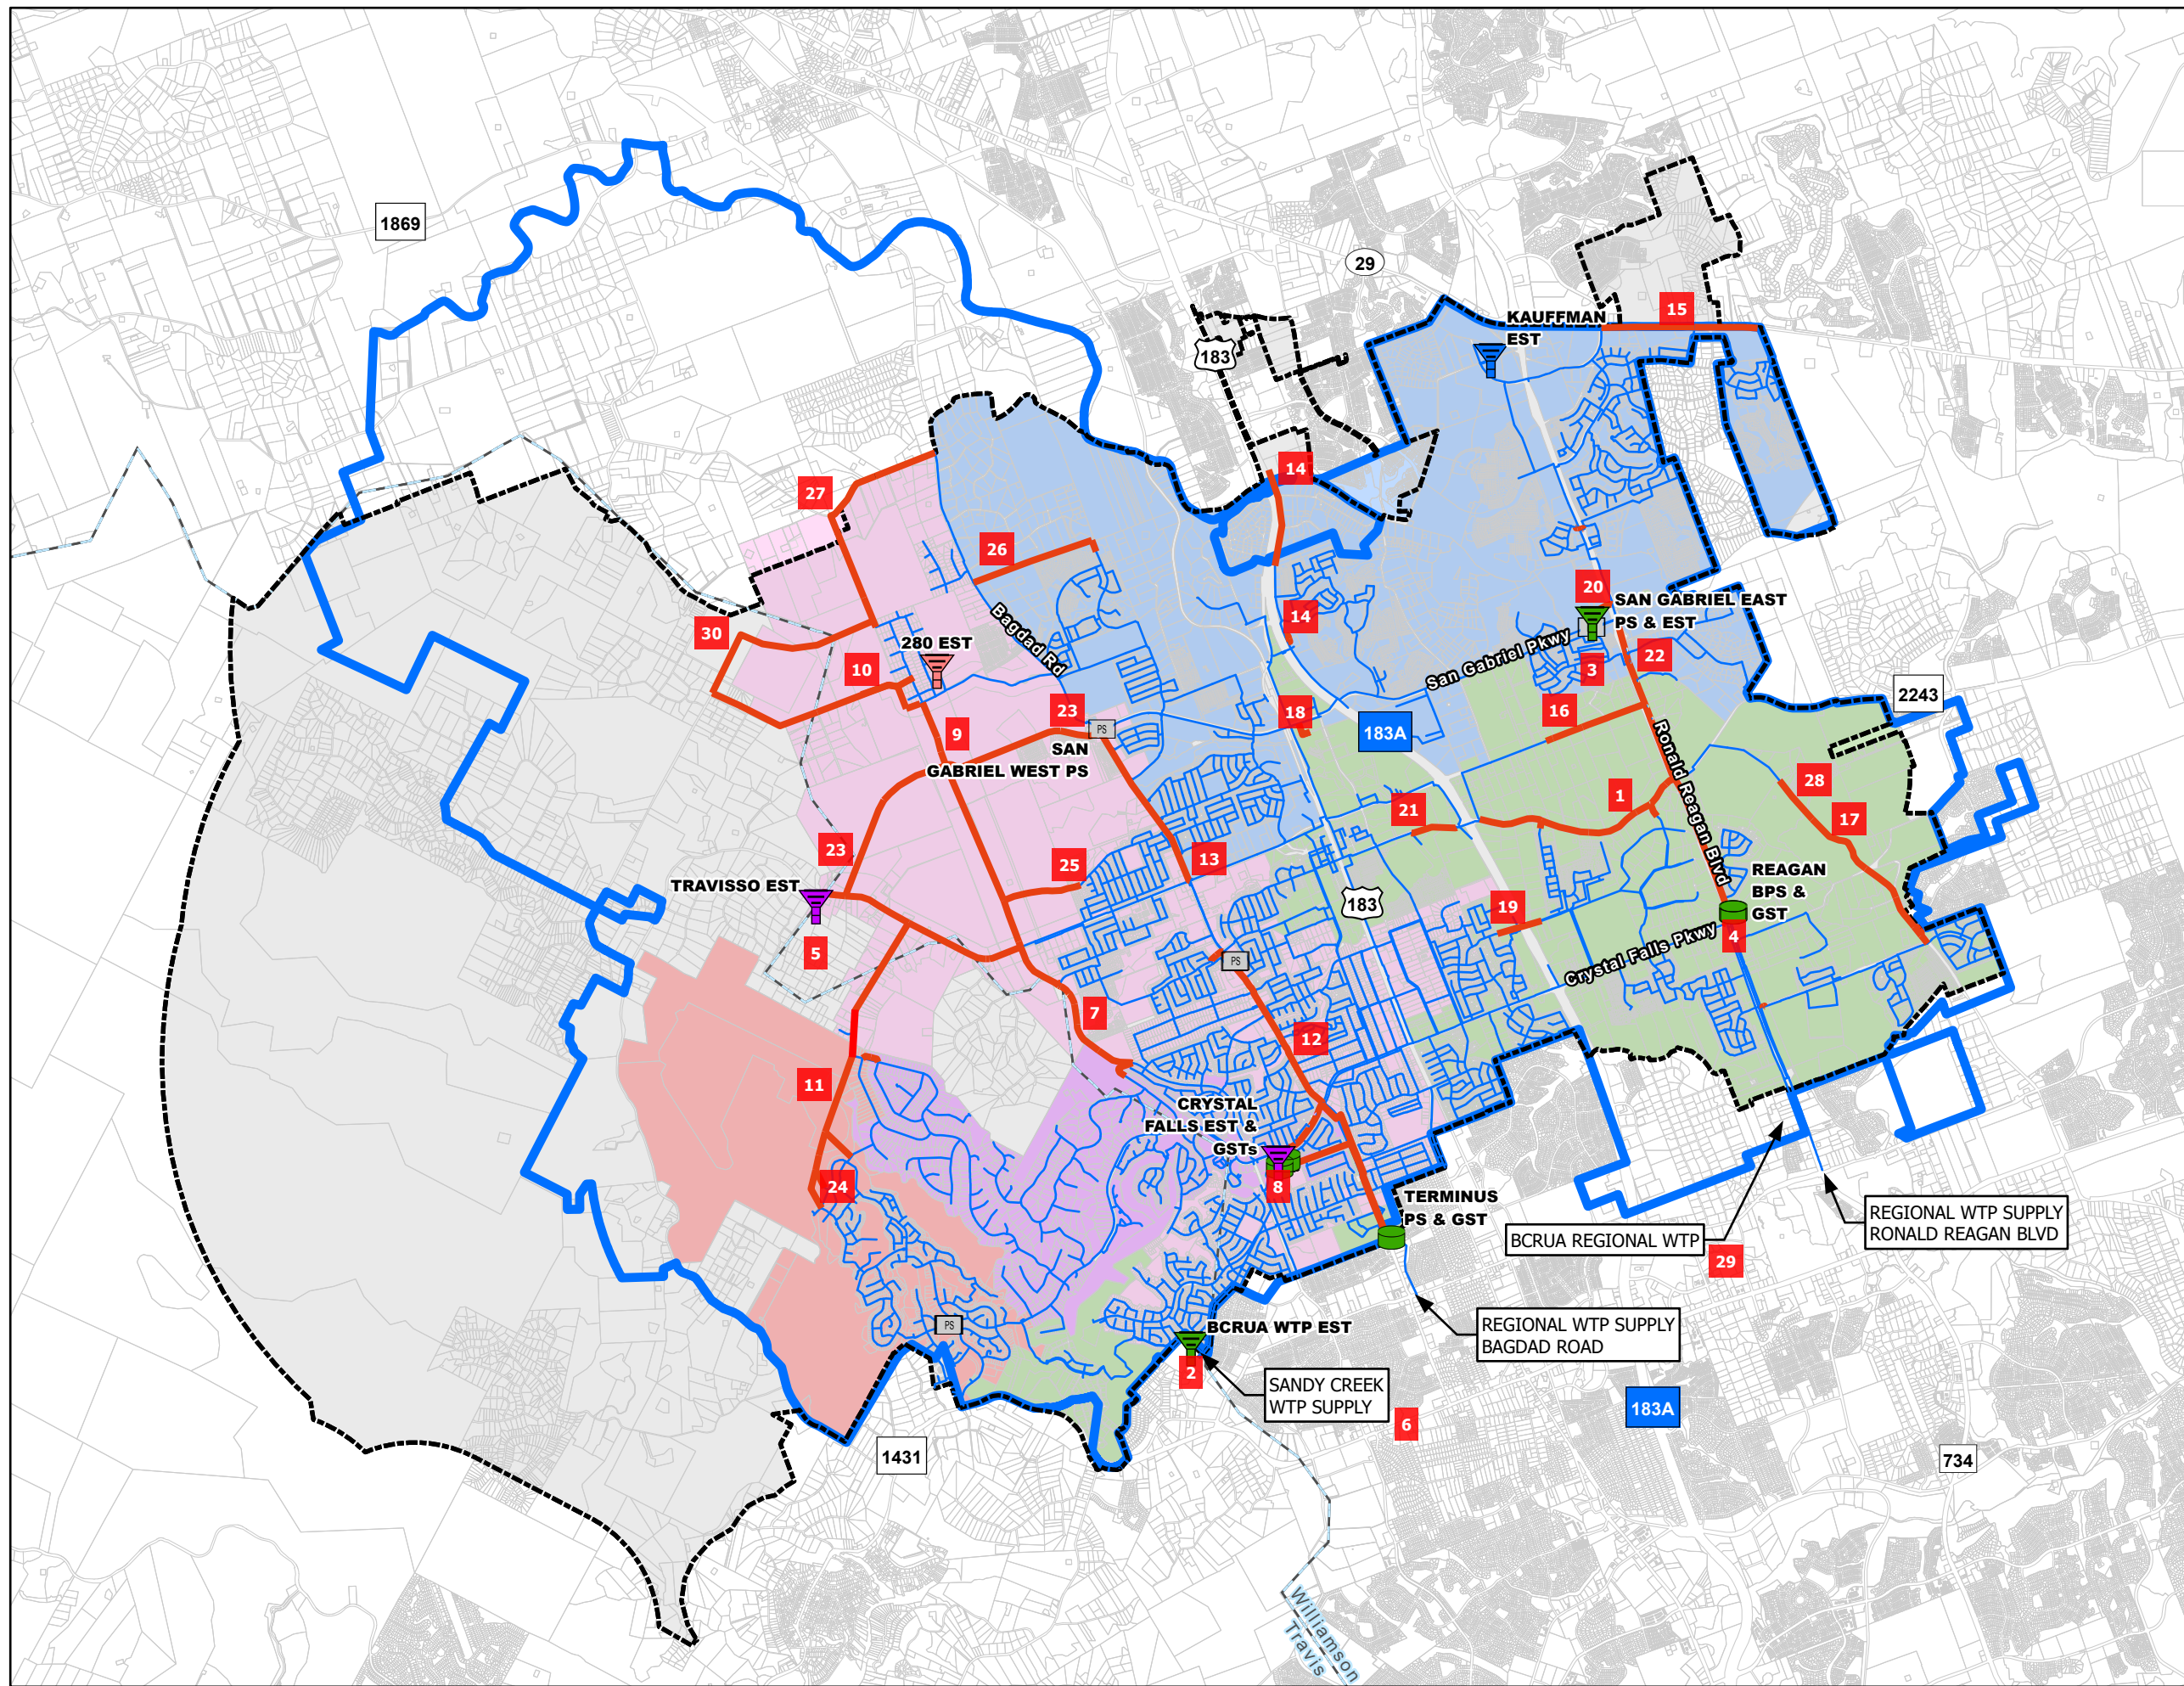 1869
29
KAUFFMAN
EST
15
183
14
27
26
20
SAN GABRIEL EAST
PS & EST
14
30
Bagdad Rd
280 EST
10
San Gabriel Pkwy
3
22
2243
23
PS
18
16
9
183A
SAN
GABRIEL WEST PS
Ronald Reagan Blvd
28
1
21
17
23
13
25
TRAVISSO EST
REAGAN
BPS &
GST
183
19
4
5
PS
Crystal Falls Pkwy
7
12
11
CRYSTAL
FALLS EST &
GSTs
24
8
TERMINUS
PS & GST
REGIONAL WTP SUPPLY
RONALD REAGAN BLVD
BCRUA REGIONAL WTP
29
PS
BCRUA WTP EST
REGIONAL WTP SUPPLY
BAGDAD ROAD
2
SANDY CREEK
WTP SUPPLY
6
183A
1431
734
Williamson
Travis